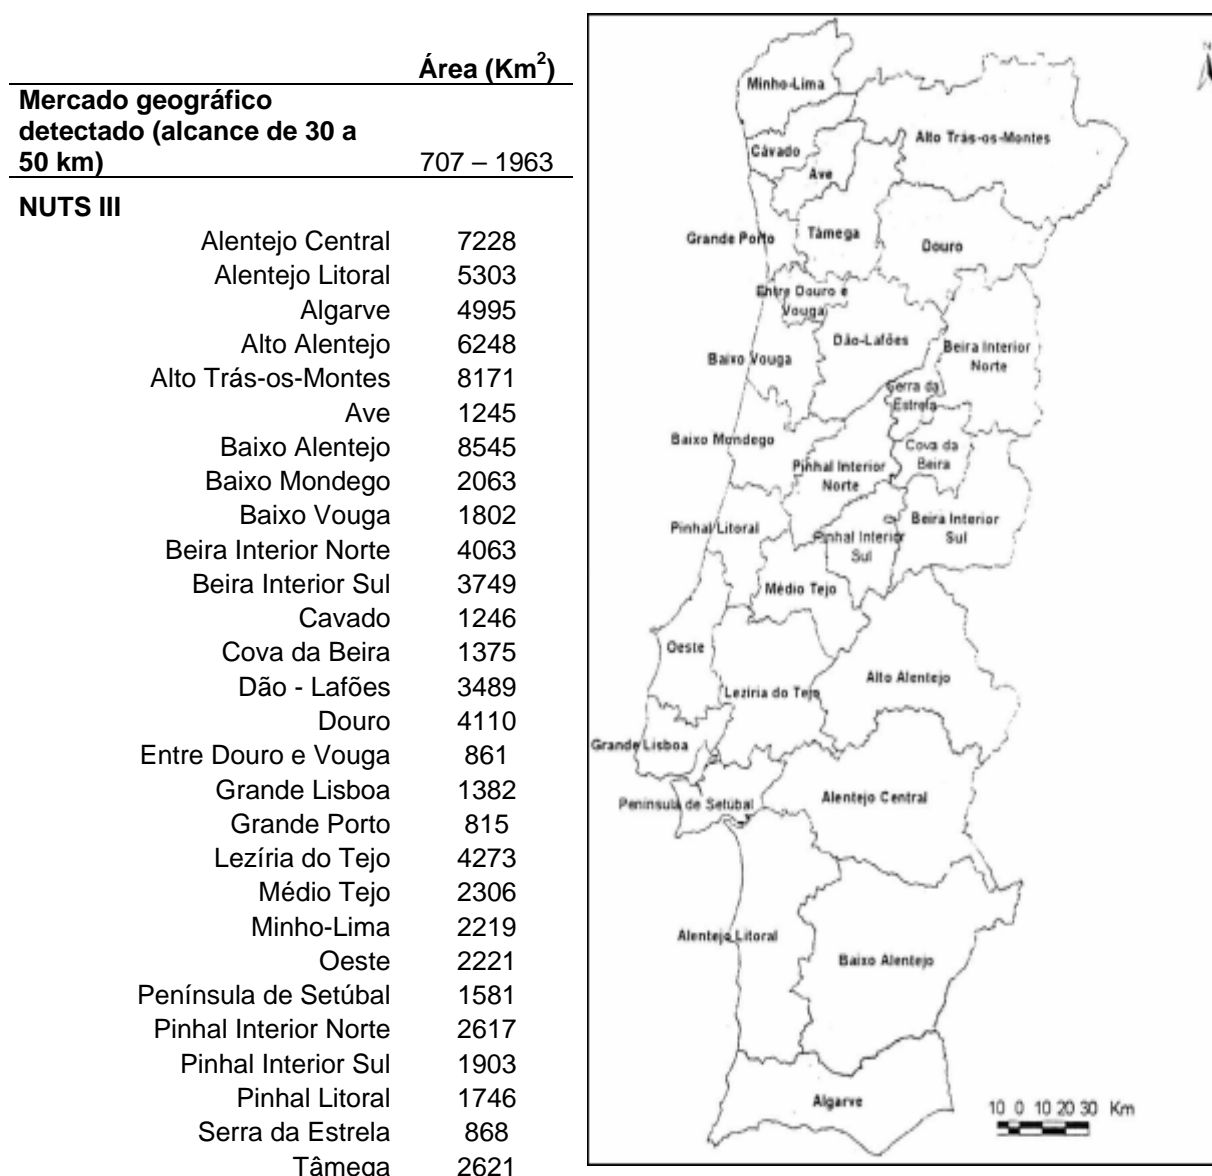 Área (Km²)
Mercado geográfico
detectado (alcance de 30 a
50 km) 707 – 1963
NUTS III
Alentejo Central 7228
Alentejo Litoral 5303
Algarve 4995
Alto Alentejo 6248
Alto Trás-os-Montes 8171
Ave 1245
Baixo Alentejo 8545
Baixo Mondego 2063
Baixo Vouga 1802
Beira Interior Norte 4063
Beira Interior Sul 3749
Cavado 1246
Cova da Beira 1375
Dão - Lafões 3489
Douro 4110
Entre Douro e Vouga 861
Grande Lisboa 1382
Grande Porto 815
Lezíria do Tejo 4273
Médio Tejo 2306
Minho-Lima 2219
Oeste 2221
Península de Setúbal 1581
Pinhal Interior Norte 2617
Pinhal Interior Sul 1903
Pinhal Litoral 1746
Serra da Estrela 868
Tâmega 2621
N
Minho-Lima
Alto Trás-os-Montes
Cávado
Ave
Grande Porto
Tâmega
Douro
Entre Douro e
Vouga
Dão-Lafões
Baixo Vouga
Beira Interior
Norte
Serra da
Estrela
Baixo Mondego
Cova da
Beira
Pinhal Interior
Norte
Pinhal Litoral
Beira Interior
Sul
Pinhal Interior
Sul
Médio Tejo
Oeste
Alto Alentejo
Lezíria do Tejo
Grande Lisboa
Península de Setúbal
Alentejo Central
Alentejo Litoral
Baixo Alentejo
Algarve
10 0 10 20 30 Km